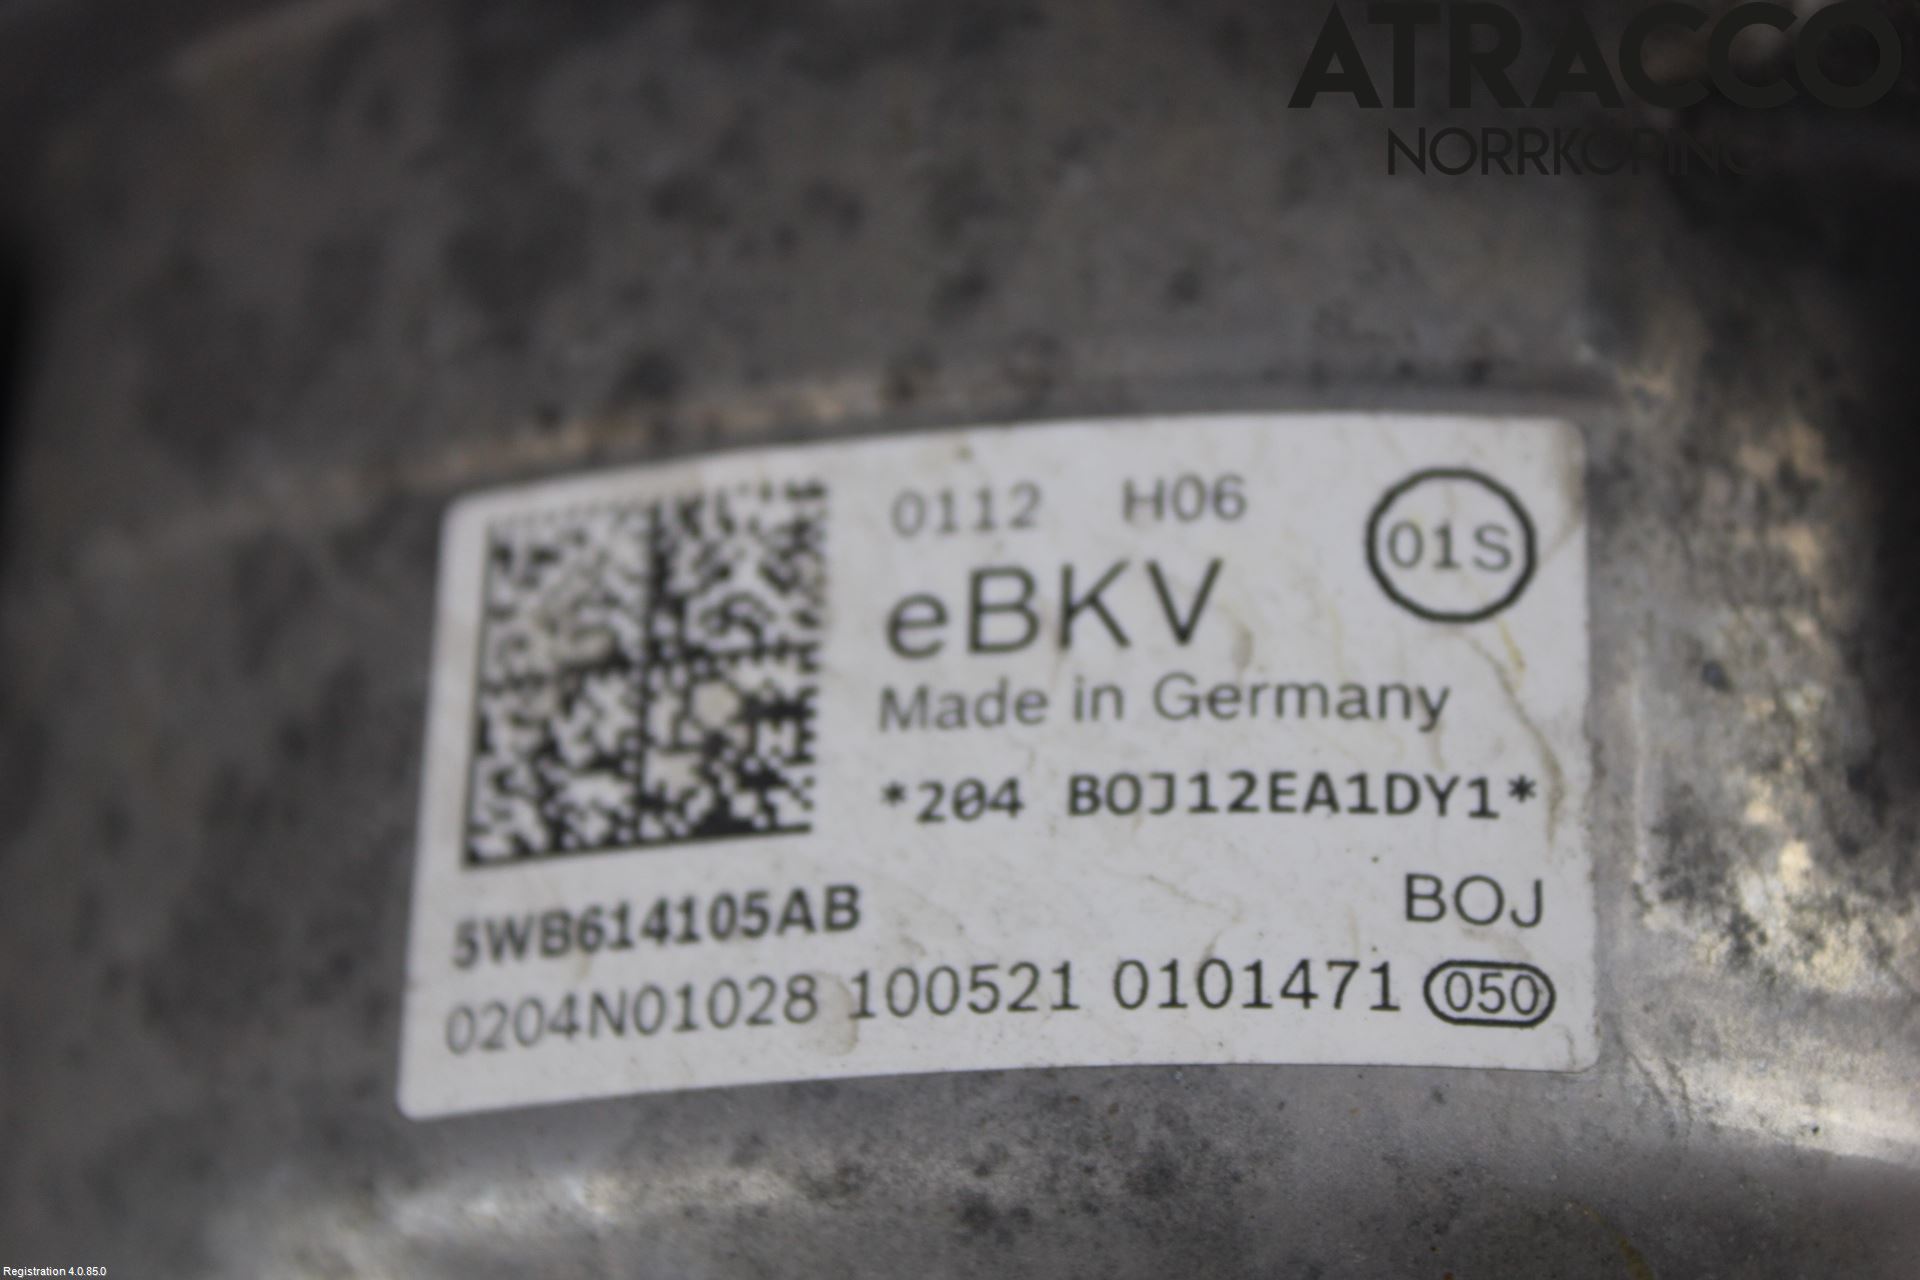 ATRACCO
NORRKÖPING
0112 H06
01S
eBKV
Made in Germany
*204 BOJ12EA1DY1*
5WB614105AB
BOJ
0204N01028 100521 0101471 050
Registration 4.0.85.0